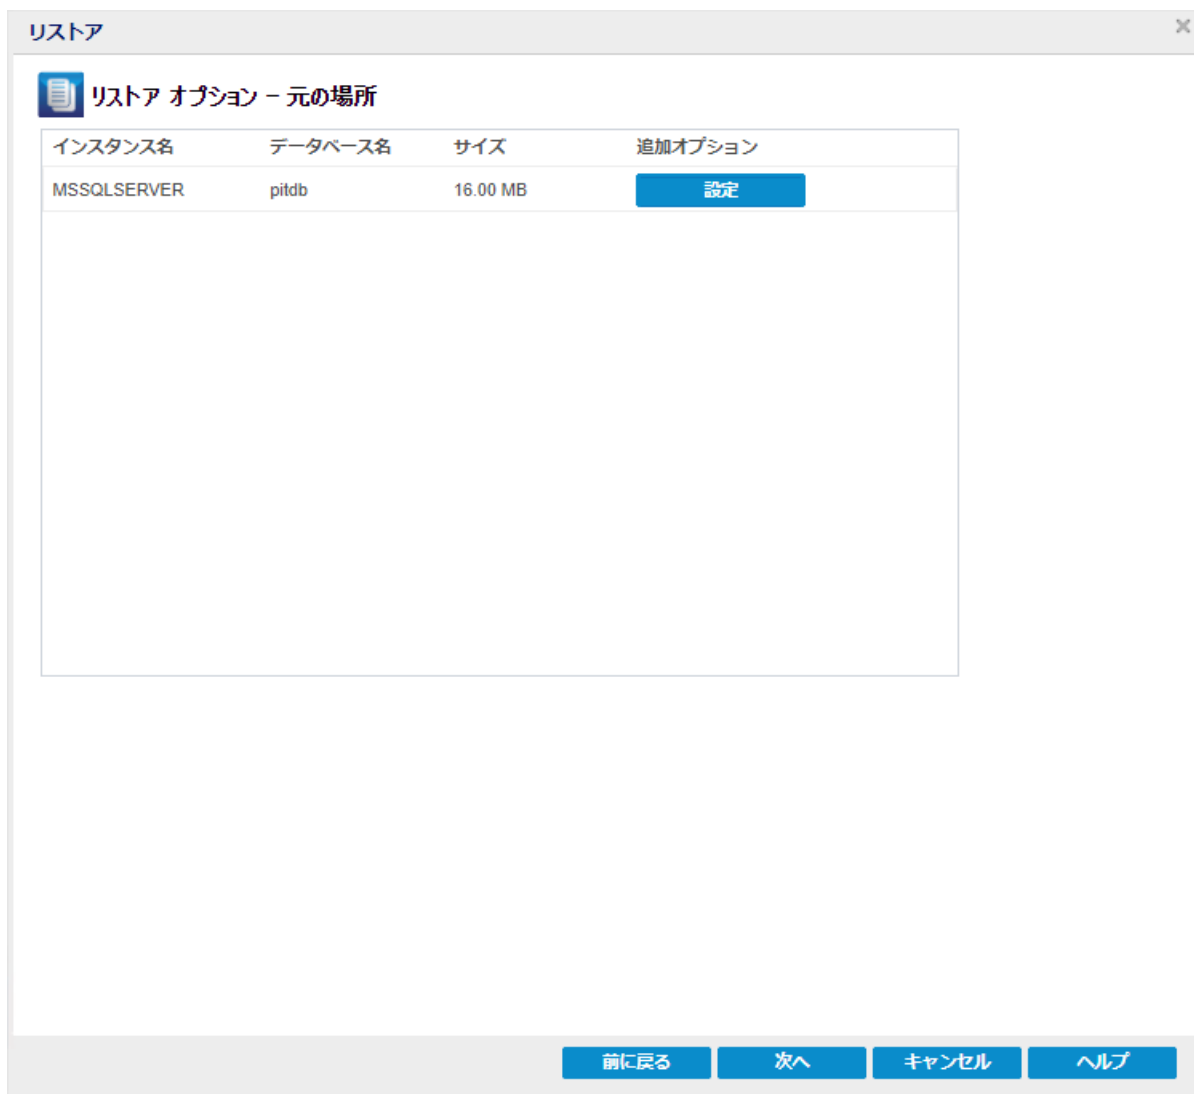 リストア
リストア オプション - 元の場所
インスタンス名 データベース名 サイズ 追加オプション
MSSQLSERVER pitdb 16.00 MB 設定
前に戻る 次へ キャンセル ヘルプ